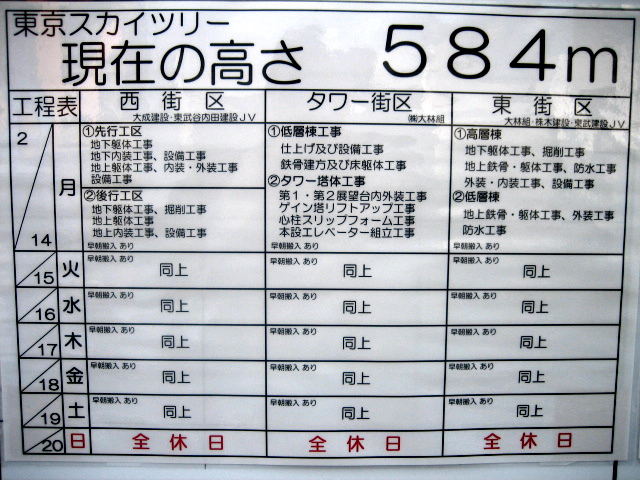 東京スカイツリー
現在の高さ 584m
工程表 西街区 タワー街区 東街区
大成建設・東武谷内田建設JV ㈱大林組 大林組・株木建設・東武建設JV
2/14 月
①先行工区
地下躯体工事
地下内装工事、設備工事
地上躯体工事、内装・外装工事
設備工事
②後行工区
地下躯体工事、掘削工事
地上躯体工事
地上内装工事、設備工事
早朝搬入 あり
①低層棟工事
仕上げ及び設備工事
鉄骨建方及び床躯体工事
②タワー塔体工事
第1・第2展望台内外装工事
ゲイン塔リフトアップ工事
心柱スリップフォーム工事
本設エレベーター組立工事
早朝搬入 あり
①高層棟
地下躯体工事、掘削工事
地上鉄骨・躯体工事、防水工事
外装・内装工事、設備工事
②低層棟
地上鉄骨・躯体工事、外装工事
防水工事
早朝搬入 あり
/15 火 早朝搬入 あり 同上 早朝搬入 あり 同上 早朝搬入 あり 同上
/16 水 早朝搬入 あり 同上 早朝搬入 あり 同上 早朝搬入 あり 同上
/17 木 早朝搬入 あり 同上 早朝搬入 あり 同上 早朝搬入 あり 同上
/18 金 早朝搬入 あり 同上 早朝搬入 あり 同上 早朝搬入 あり 同上
/19 土 早朝搬入 あり 同上 早朝搬入 あり 同上 早朝搬入 あり 同上
/20 日 全休日 全休日 全休日